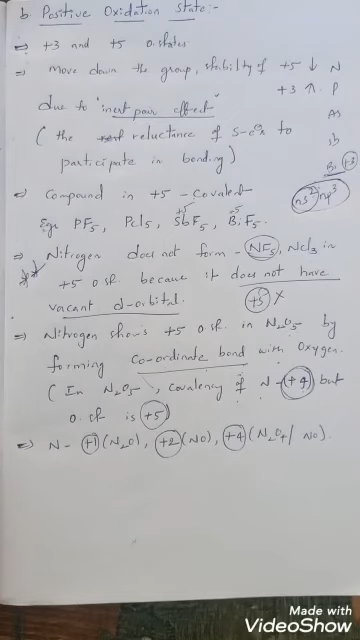 b. Positive Oxidation state:-
⇒ +3 and +5 o.states
⇒ Move down the group, stability of +5 ↓ N
+3 ↑. P
due to "inert pair effect" As
(the reluctance of s-e⁻s to Sb
participate in bonding) Bi +3
ns² np³
⇒ Compound in +5 - Covalent
Eg: PF₅, PCl₅, SbF₅, BiF₅.
+5 +5
⇒ Nitrogen does not form - NF₅, NCl₃ in
+5 o.st. because it does not have
vacant d-orbital. +5 X
⇒ Nitrogen shows +5 o.st. in N₂O₅ by
forming co-ordinate bond with oxygen.
(In N₂O₅, covalency of N - +4 but
o.st. is +5)
⇒ N - +1 (N₂O), +2 (NO), +4 (N₂O₄/ NO).
Made with
VideoShow